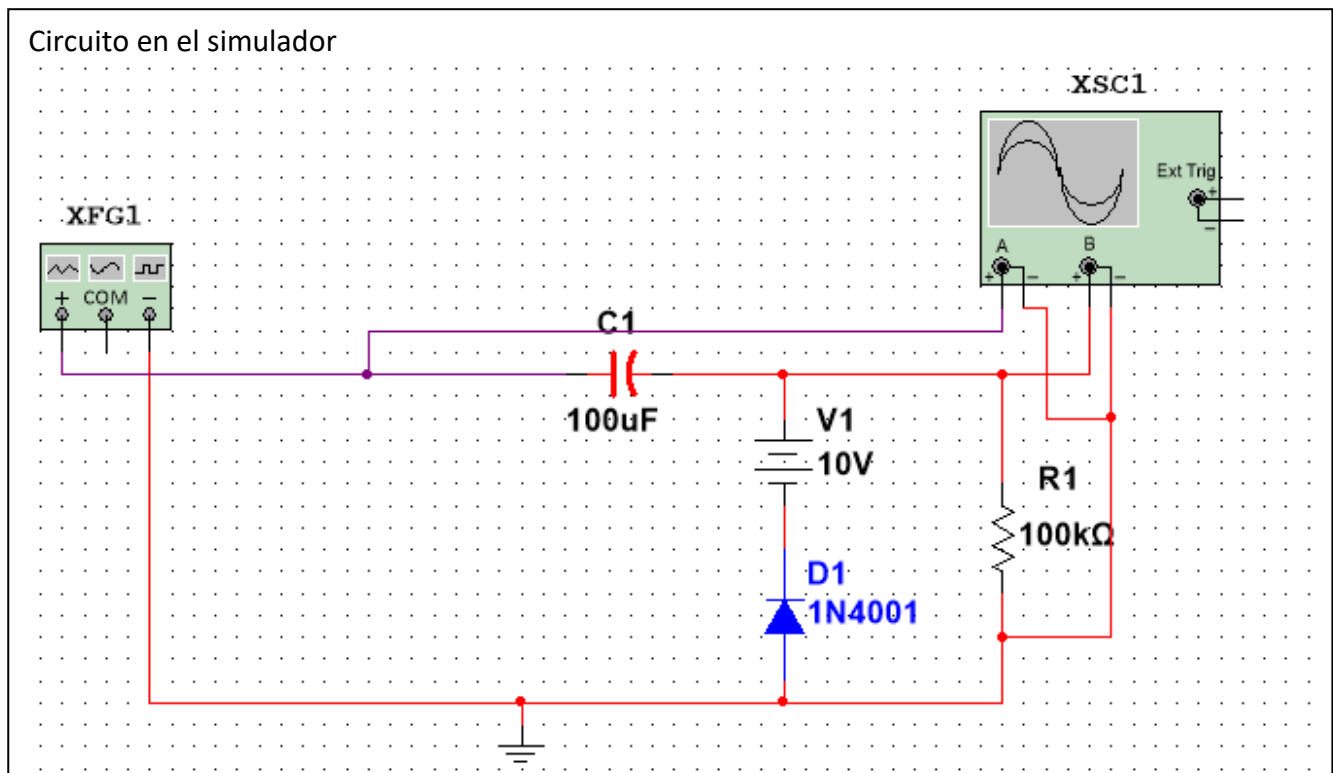 Circuito en el simulador
XSC1
Ext Trig
+
−
A
B
+ − + −
XFG1
+ COM −
C1
100uF
V1
10V
R1
100kΩ
D1
1N4001